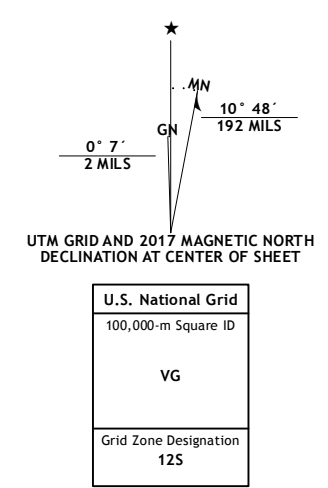 ★
MN
GN
10° 48´
192 MILS
0° 7´
2 MILS
UTM GRID AND 2017 MAGNETIC NORTH
DECLINATION AT CENTER OF SHEET
U.S. National Grid
100,000-m Square ID
VG
Grid Zone Designation
12S